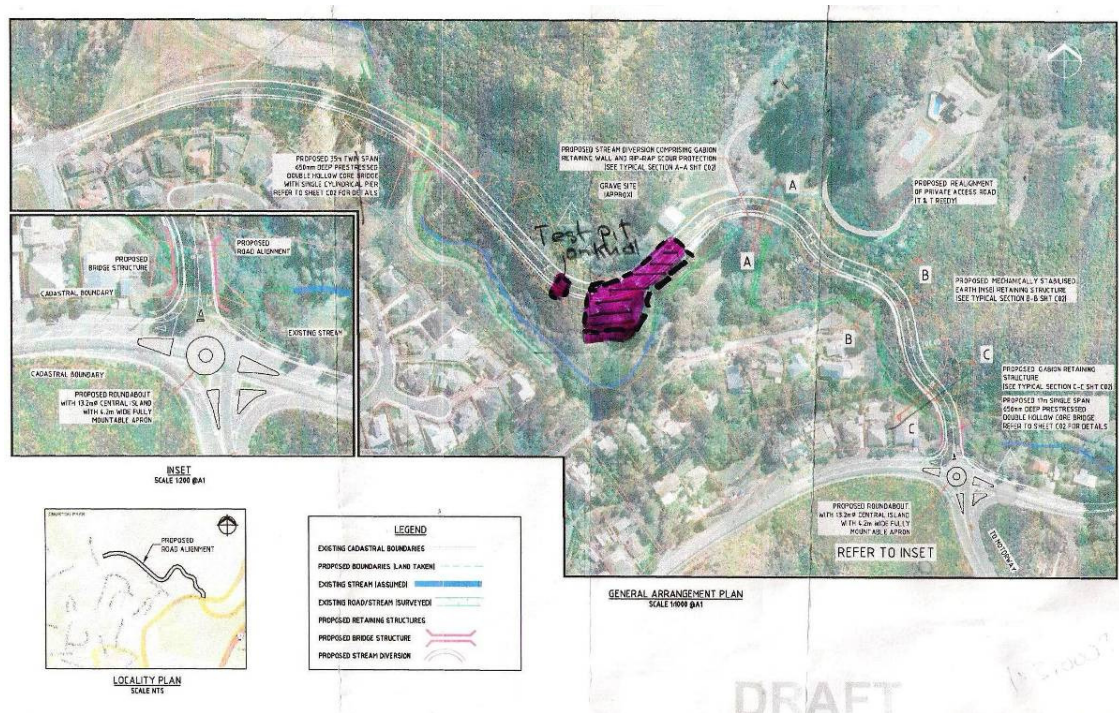 PROPOSED 35m TWIN SPAN
650mm DEEP PRESTRESSED
DOUBLE HOLLOW CORE BRIDGE
WITH SINGLE CYLINDRICAL PIER
REFER TO SHEET C02 FOR DETAILS
PROPOSED STREAM DIVERSION COMPRISING GABION
RETAINING WALL AND RIP-RAP SCOUR PROTECTION
(SEE TYPICAL SECTION A-A SHT C02)
GRAVE SITE
(APPROX)
A
PROPOSED REALIGNMENT
OF PRIVATE ACCESS ROAD
(T & T REEDY)
Test pit
A
B
PROPOSED MECHANICALLY STABILISED
EARTH (MSE) RETAINING STRUCTURE
(SEE TYPICAL SECTION B-B SHT C02)
B
C
PROPOSED GABION RETAINING
STRUCTURE
(SEE TYPICAL SECTION C-C SHT C02)
PROPOSED 17m SINGLE SPAN
650mm DEEP PRESTRESSED
DOUBLE HOLLOW CORE BRIDGE
REFER TO SHEET C02 FOR DETAILS
C
PROPOSED ROUNDABOUT
WITH 13.2mø CENTRAL ISLAND
WITH 4.2m WIDE FULLY
MOUNTABLE APRON
REFER TO INSET
TO MOTORWAY
PROPOSED
BRIDGE STRUCTURE
PROPOSED
ROAD ALIGNMENT
CADASTRAL BOUNDARY
EXISTING STREAM
CADASTRAL BOUNDARY
PROPOSED ROUNDABOUT
WITH 13.2mø CENTRAL ISLAND
WITH 4.2m WIDE FULLY
MOUNTABLE APRON
INSET
SCALE 1:200 @A1
GENERAL ARRANGEMENT PLAN
SCALE 1:1000 @A1
PROPOSED
ROAD ALIGNMENT
LOCALITY PLAN
SCALE NTS
LEGEND
EXISTING CADASTRAL BOUNDARIES
PROPOSED BOUNDARIES (LAND TAKEN)
EXISTING STREAM (ASSUMED)
EXISTING ROAD/STREAM (SURVEYED)
PROPOSED RETAINING STRUCTURES
PROPOSED BRIDGE STRUCTURE
PROPOSED STREAM DIVERSION
DRAFT